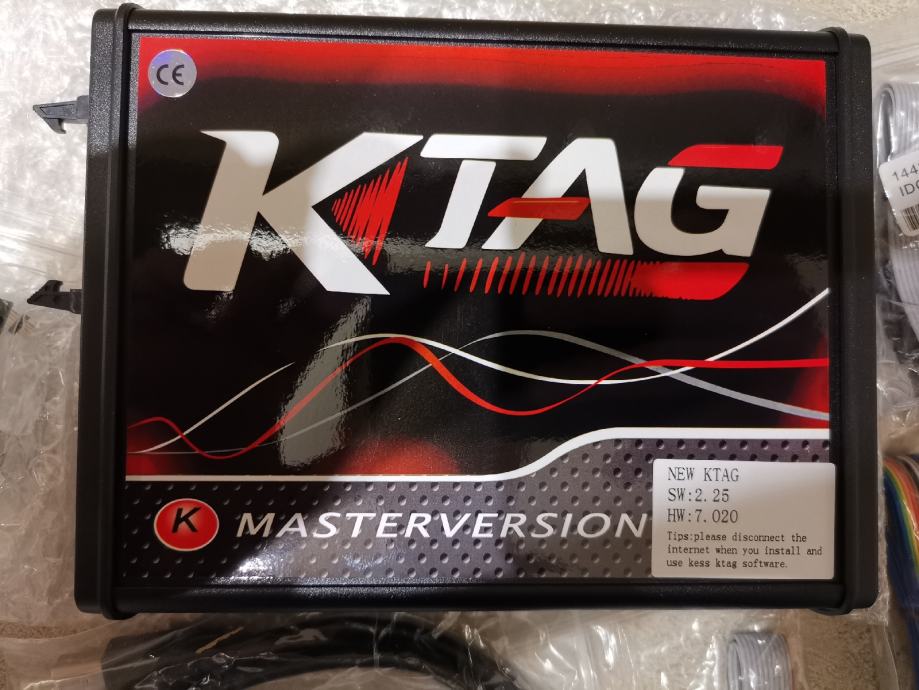 CE
KTAG
K MASTERVERSION
NEW KTAG
SW:2.25
HW:7.020
Tips:please disconnect the
internet when you install and
use kess ktag software.
144